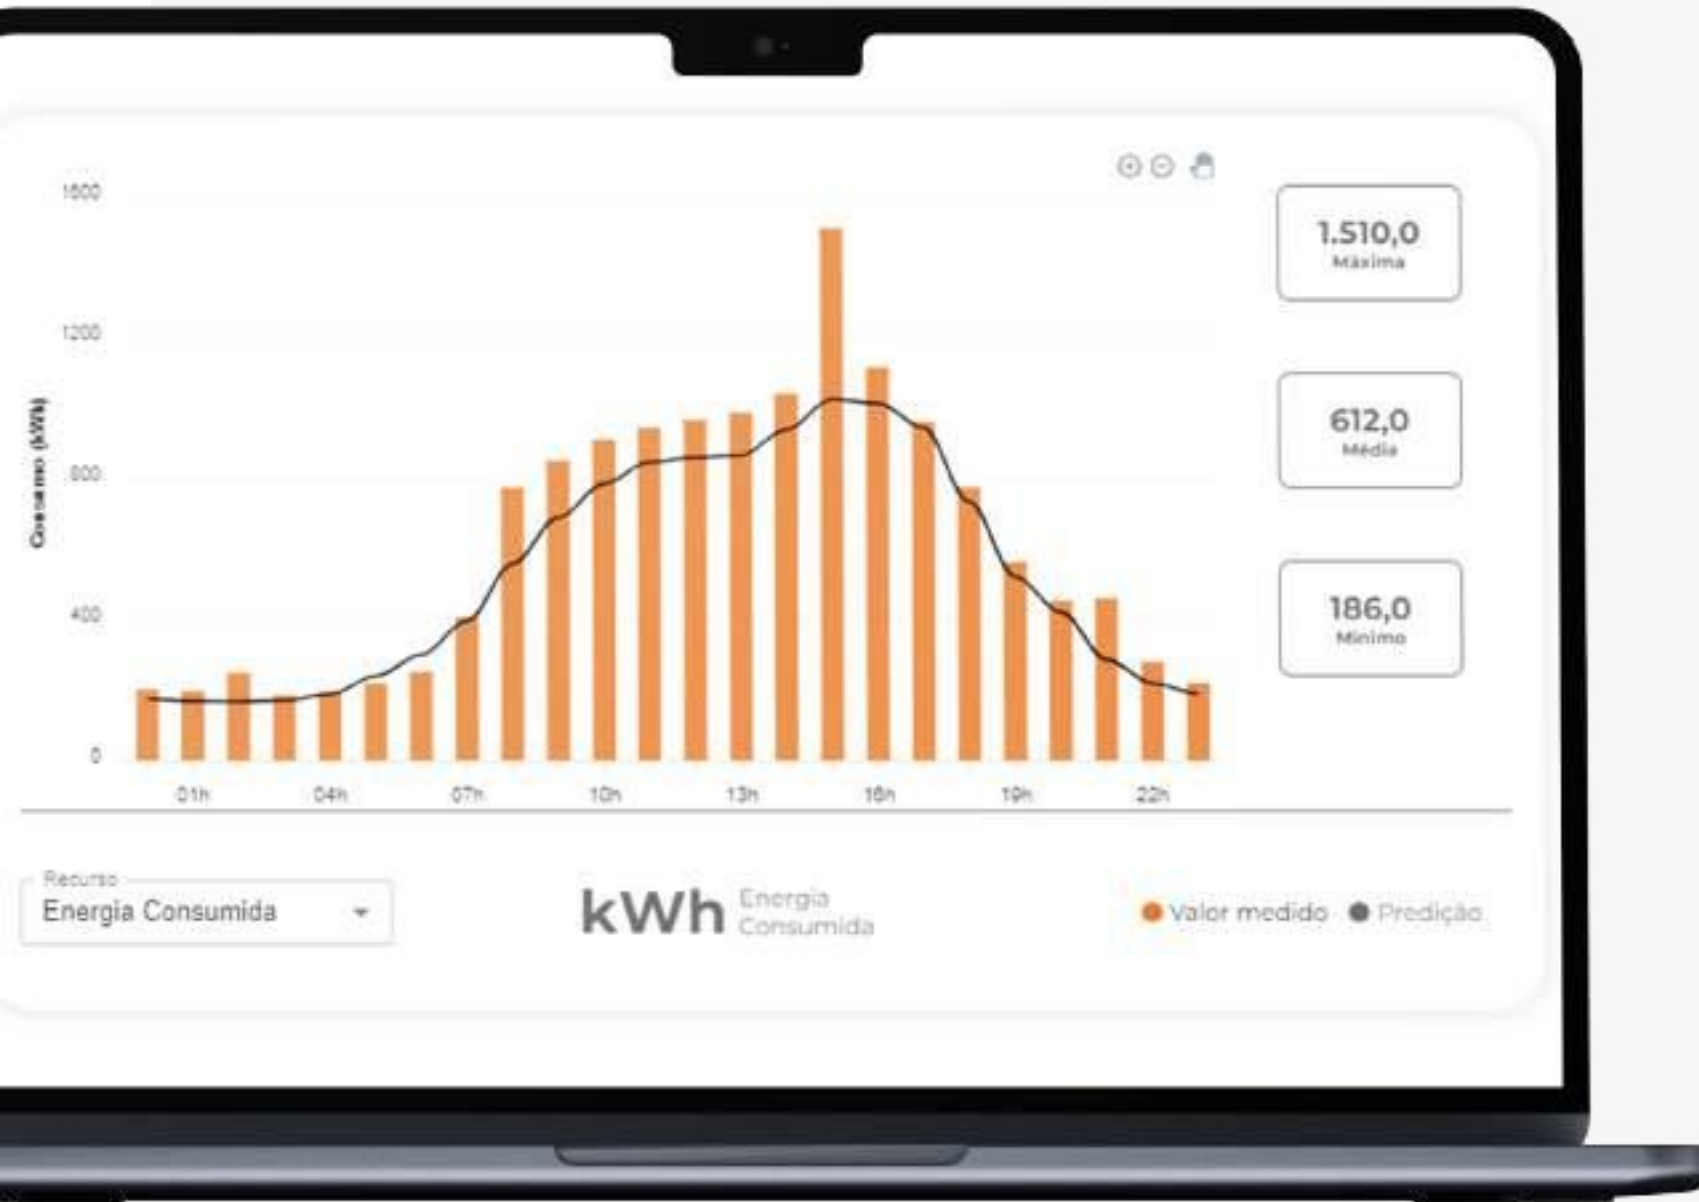 1600
1200
800
400
0
Consumo (kWh)
01h
04h
07h
10h
13h
16h
19h
22h
1.510,0
Máxima
612,0
Média
186,0
Mínimo
Recurso
Energia Consumida
kWh
Energia
Consumida
Valor medido
Predição